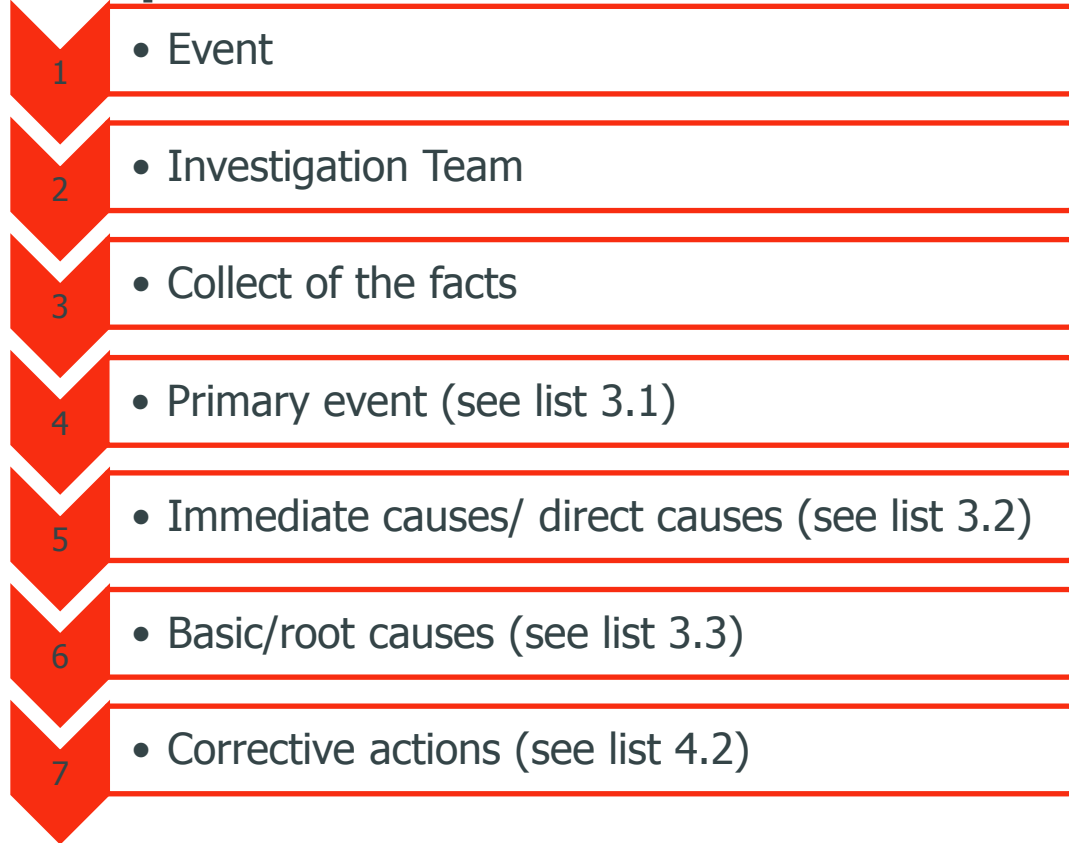 1
• Event
2
• Investigation Team
3
• Collect of the facts
4
• Primary event (see list 3.1)
5
• Immediate causes/ direct causes (see list 3.2)
6
• Basic/root causes (see list 3.3)
7
• Corrective actions (see list 4.2)